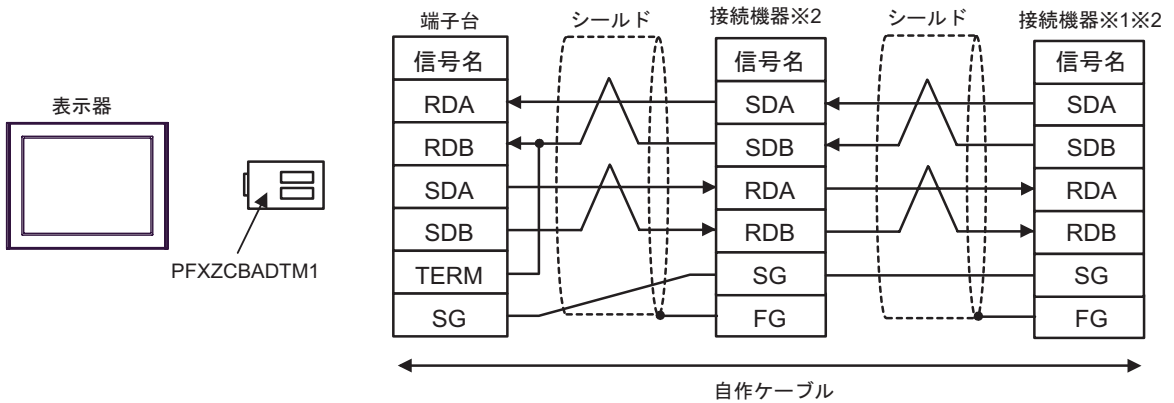 端子台
シールド
接続機器※2
シールド
接続機器※1※2
信号名
信号名
信号名
RDA
SDA
SDA
RDB
SDB
SDB
SDA
RDA
RDA
SDB
RDB
RDB
TERM
SG
SG
SG
FG
FG
表示器
PFXZCBADTM1
自作ケーブル